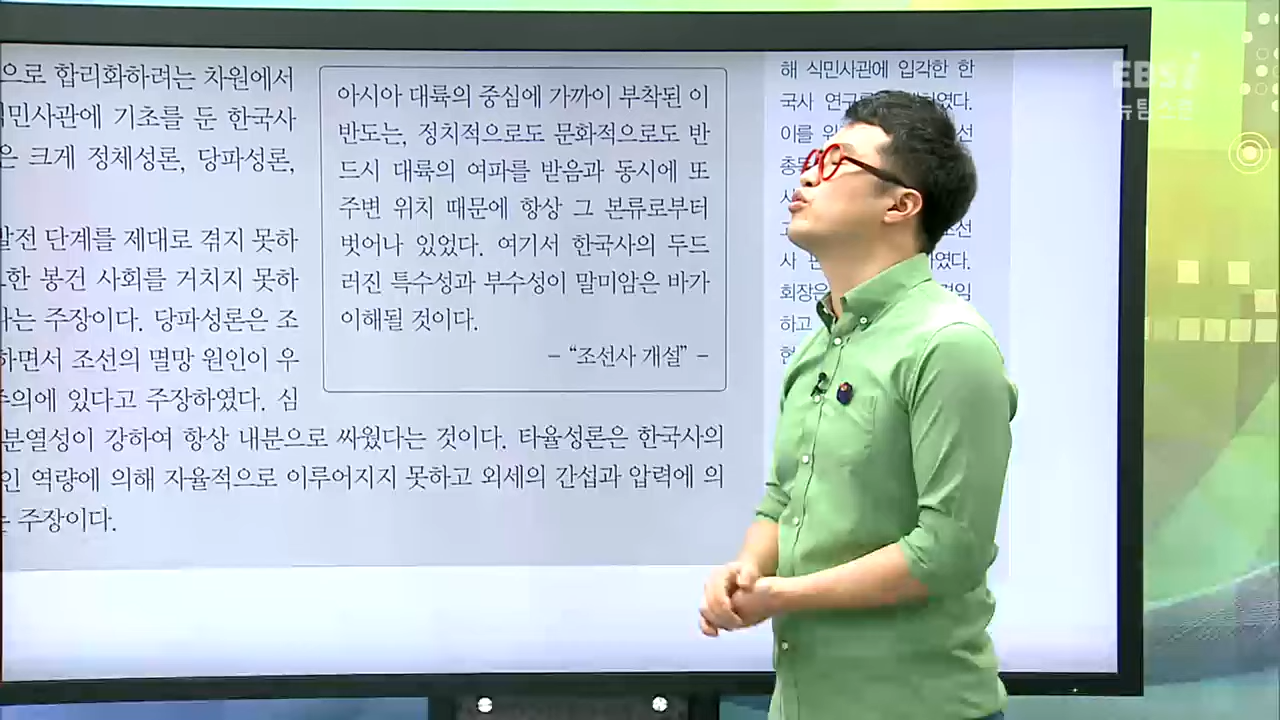 으로 합리화하려는 차원에서
식민사관에 기초를 둔 한국사
은 크게 정체성론, 당파성론,
발전 단계를 제대로 겪지 못하
한 봉건 사회를 거치지 못하
다는 주장이다. 당파성론은 조
하면서 조선의 멸망 원인이 우
주의에 있다고 주장하였다. 심
분열성이 강하여 항상 내분으로 싸웠다는 것이다. 타율성론은 한국사의
인 역량에 의해 자율적으로 이루어지지 못하고 외세의 간섭과 압력에 의
는 주장이다.
아시아 대륙의 중심에 가까이 부착된 이
반도는, 정치적으로도 문화적으로도 반
드시 대륙의 여파를 받음과 동시에 또
주변 위치 때문에 항상 그 본류로부터
벗어나 있었다. 여기서 한국사의 두드
러진 특수성과 부수성이 말미암은 바가
이해될 것이다.
– “조선사 개설” –
해 식민사관에 입각한 한
국사
이를
사
회장은
하고
EBSi
뉴탐스런